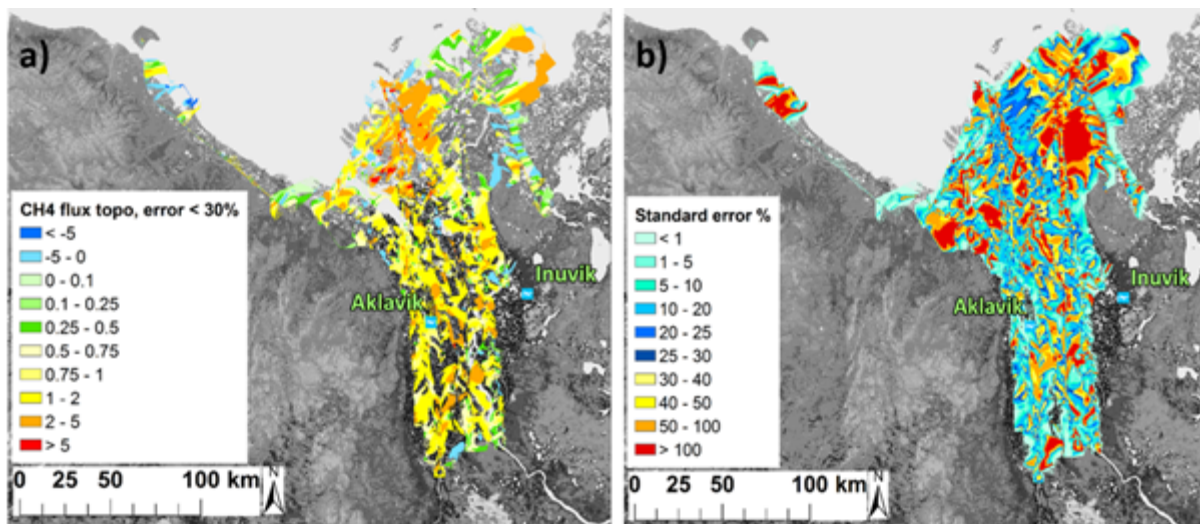 a)
Inuvik
Aklavik
CH4 flux topo, error < 30%
< -5
-5 - 0
0 - 0.1
0.1 - 0.25
0.25 - 0.5
0.5 - 0.75
0.75 - 1
1 - 2
2 - 5
> 5
0 25 50 100 km
N
b)
Inuvik
Aklavik
Standard error %
< 1
1 - 5
5 - 10
10 - 20
20 - 25
25 - 30
30 - 40
40 - 50
50 - 100
> 100
0 25 50 100 km
N